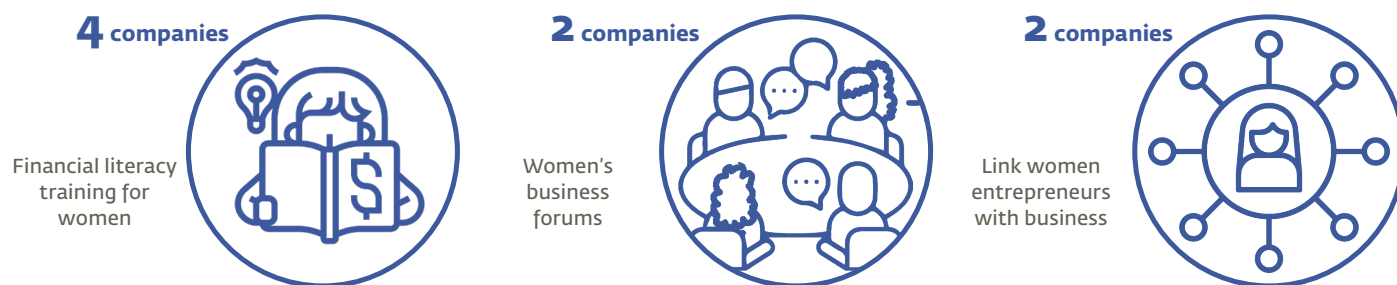 4 companies
Financial literacy
training for
women
$
2 companies
Women's
business
forums
2 companies
Link women
entrepreneurs
with business